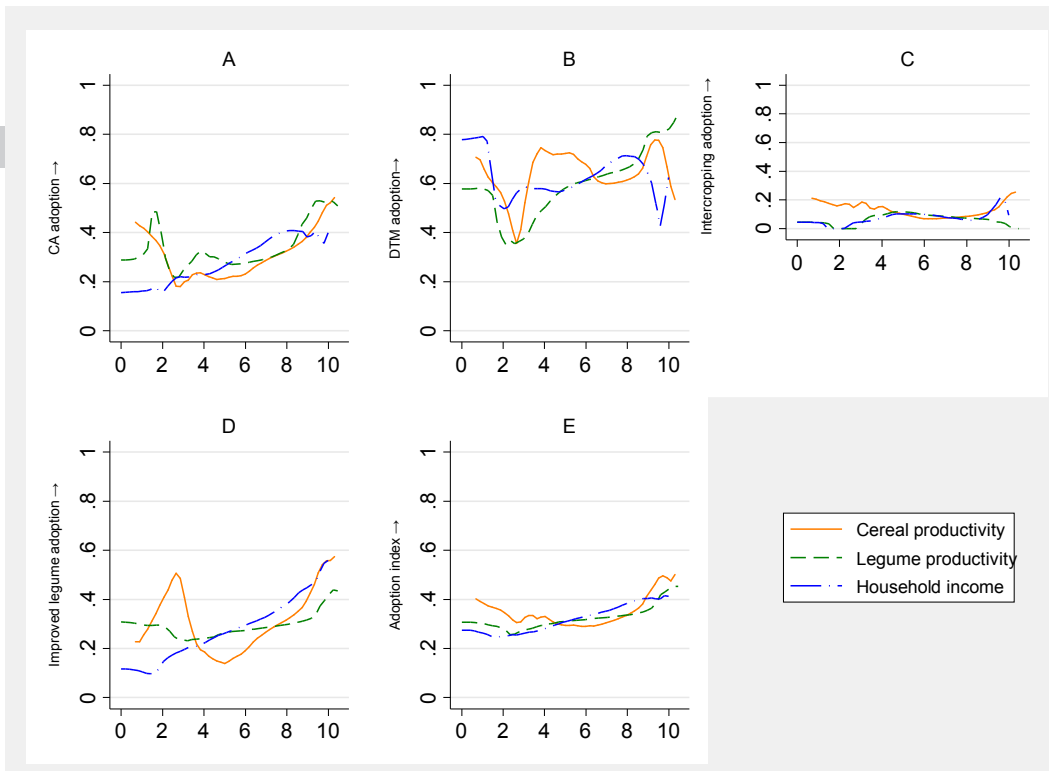 A
CA adoption →
1
.8
.6
.4
.2
0
0 2 4 6 8 10
B
DTM adoption→
1
.8
.6
.4
.2
0
0 2 4 6 8 10
C
Intercropping adoption →
1
.8
.6
.4
.2
0
0 2 4 6 8 10
D
Improved legume adoption →
1
.8
.6
.4
.2
0
0 2 4 6 8 10
E
Adoption index →
1
.8
.6
.4
.2
0
0 2 4 6 8 10
Cereal productivity
Legume productivity
Household income